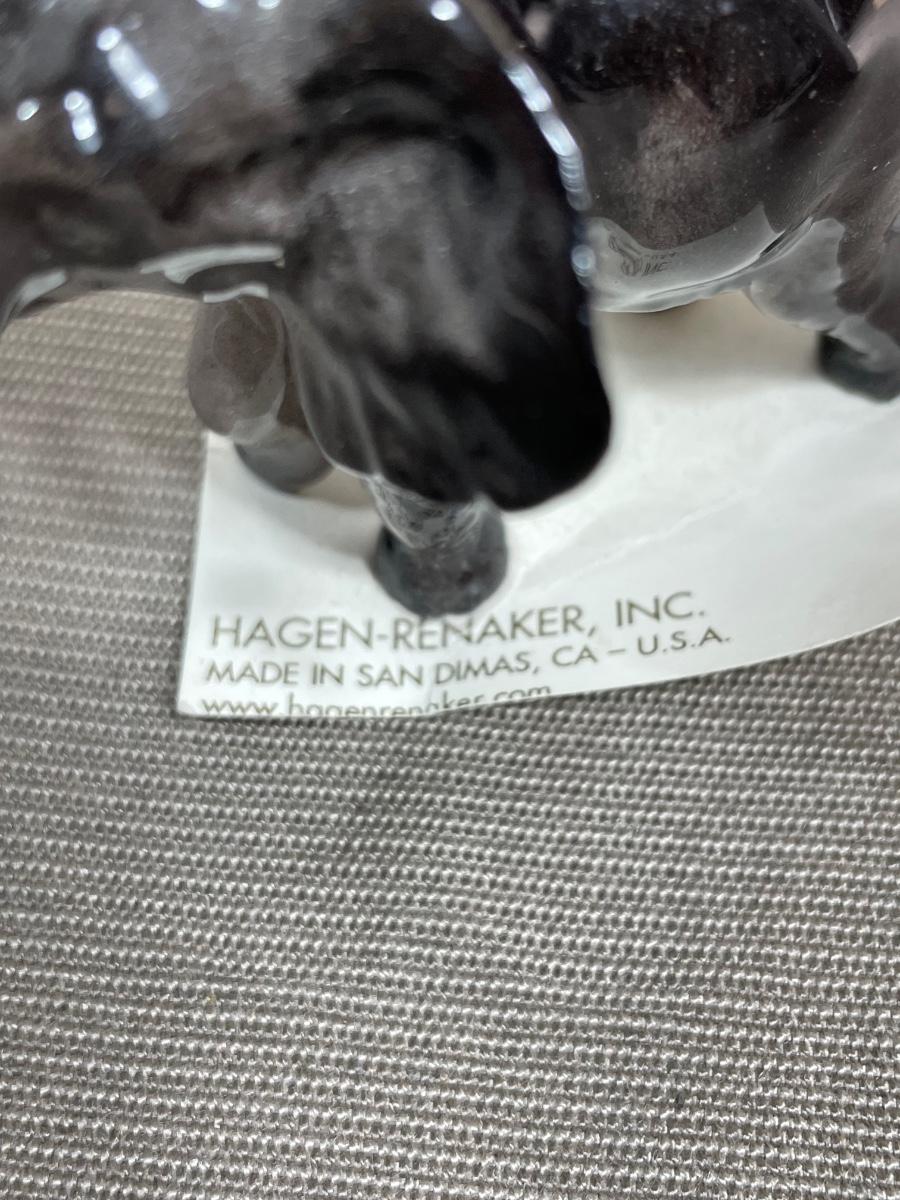 HAGEN-RENAKER, INC.
MADE IN SAN DIMAS, CA – U.S.A.
www.hagenrenaker.com